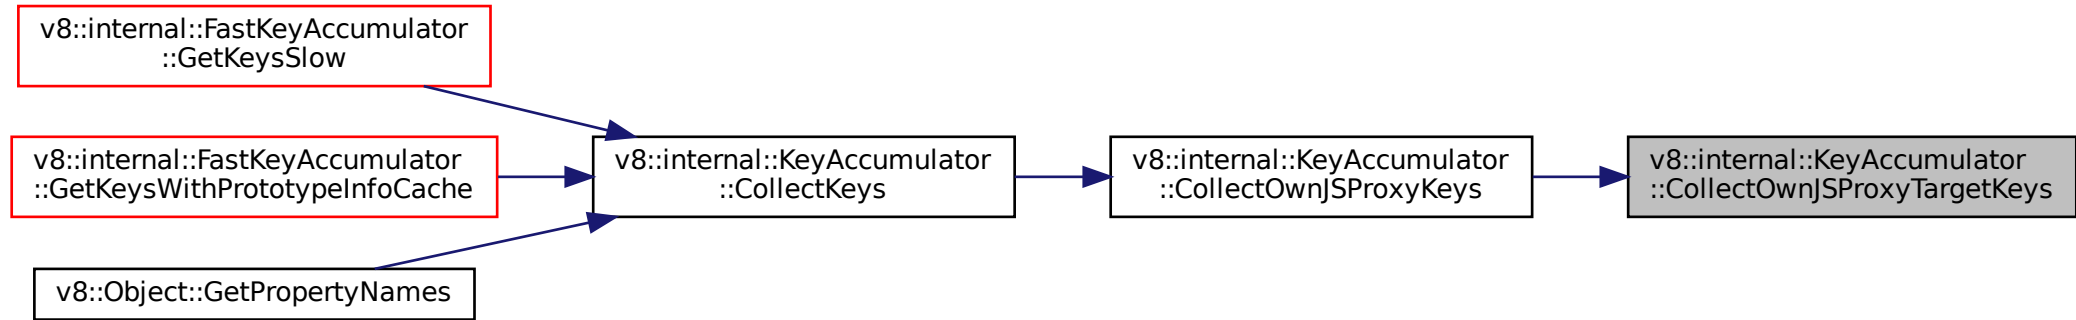 v8::internal::FastKeyAccumulator
::GetKeysSlow
v8::internal::FastKeyAccumulator
::GetKeysWithPrototypeInfoCache
v8::Object::GetPropertyNames
v8::internal::KeyAccumulator
::CollectKeys
v8::internal::KeyAccumulator
::CollectOwnJSProxyKeys
v8::internal::KeyAccumulator
::CollectOwnJSProxyTargetKeys